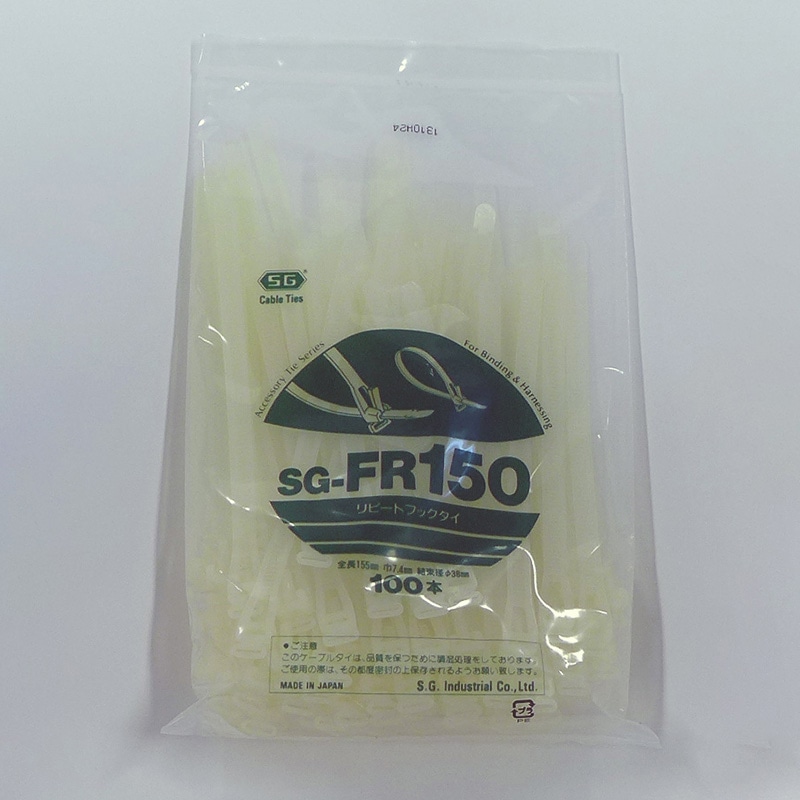 1310H24
SG®
Cable Ties
Accessory Tie Series
For Binding & Harnessing
SG-FR150
リピートフックタイ
全長155mm 巾7.4mm 結束径φ38mm
100本
●ご注意
このケーブルタイは、品質を保つために調湿処理をしております。
ご使用の際は、その都度密封の上保存されるようお願い致します。
MADE IN JAPAN
S.G. Industrial Co.,Ltd.
プラ
PE